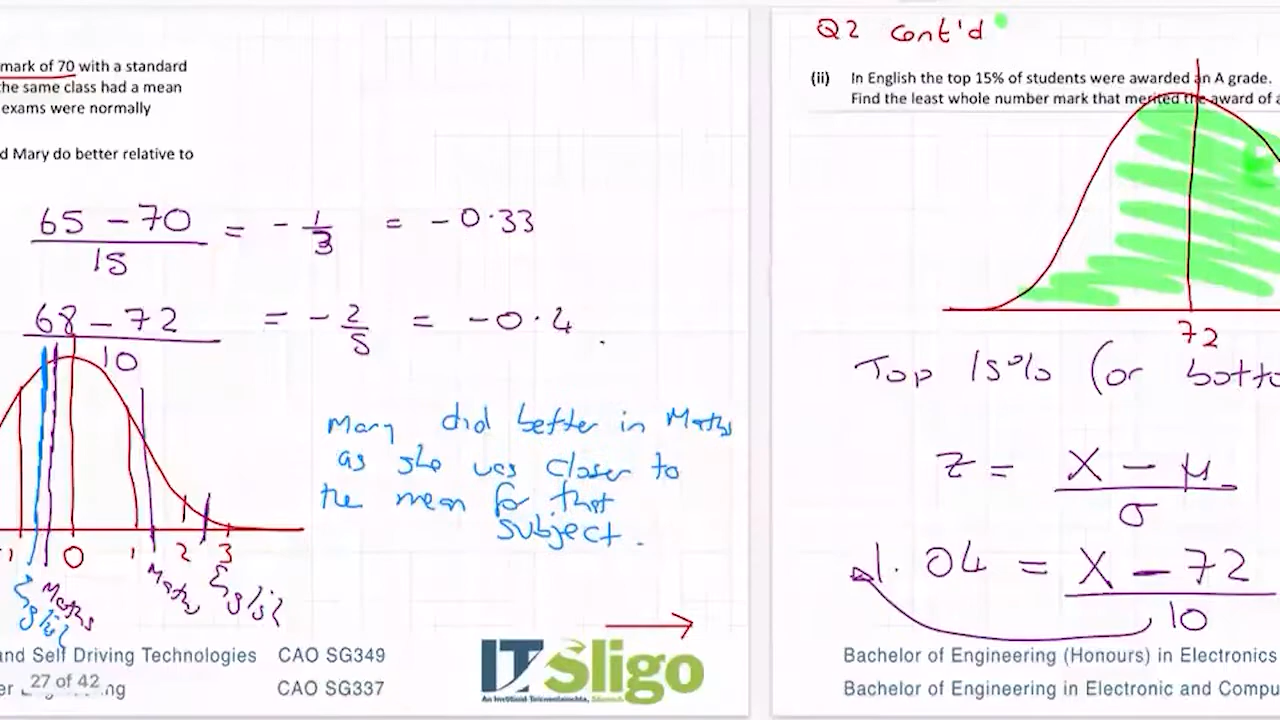 mark of 70 with a standard
the same class had a mean
exams were normally
d Mary do better relative to
65 - 70 / 15 = - 1/3 = - 0.33
68 - 72 / 10 = - 2/5 = - 0.4
Mary did better in Maths
as she was closer to
the mean for that
subject.
0 1 2 3
English
Maths
Maths
English
and Self Driving Technologies CAO SG349
27 of 42
ng CAO SG337
IT Sligo
Q2 Cont'd
(ii) In English the top 15% of students were awarded an A grade.
Find the least whole number mark that merited the award of a
72
Top 15% (or botto
z = X - μ / σ
1.04 = X - 72 / 10
Bachelor of Engineering (Honours) in Electronics
Bachelor of Engineering in Electronic and Compu